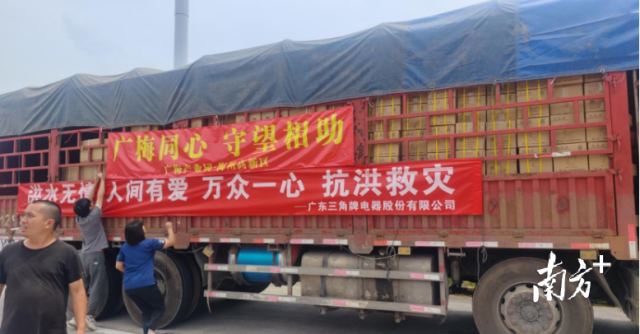 广梅同心 守望相助
洪水无情 人间有爱 万众一心 抗洪救灾
——广东三角牌电器股份有限公司
南方+